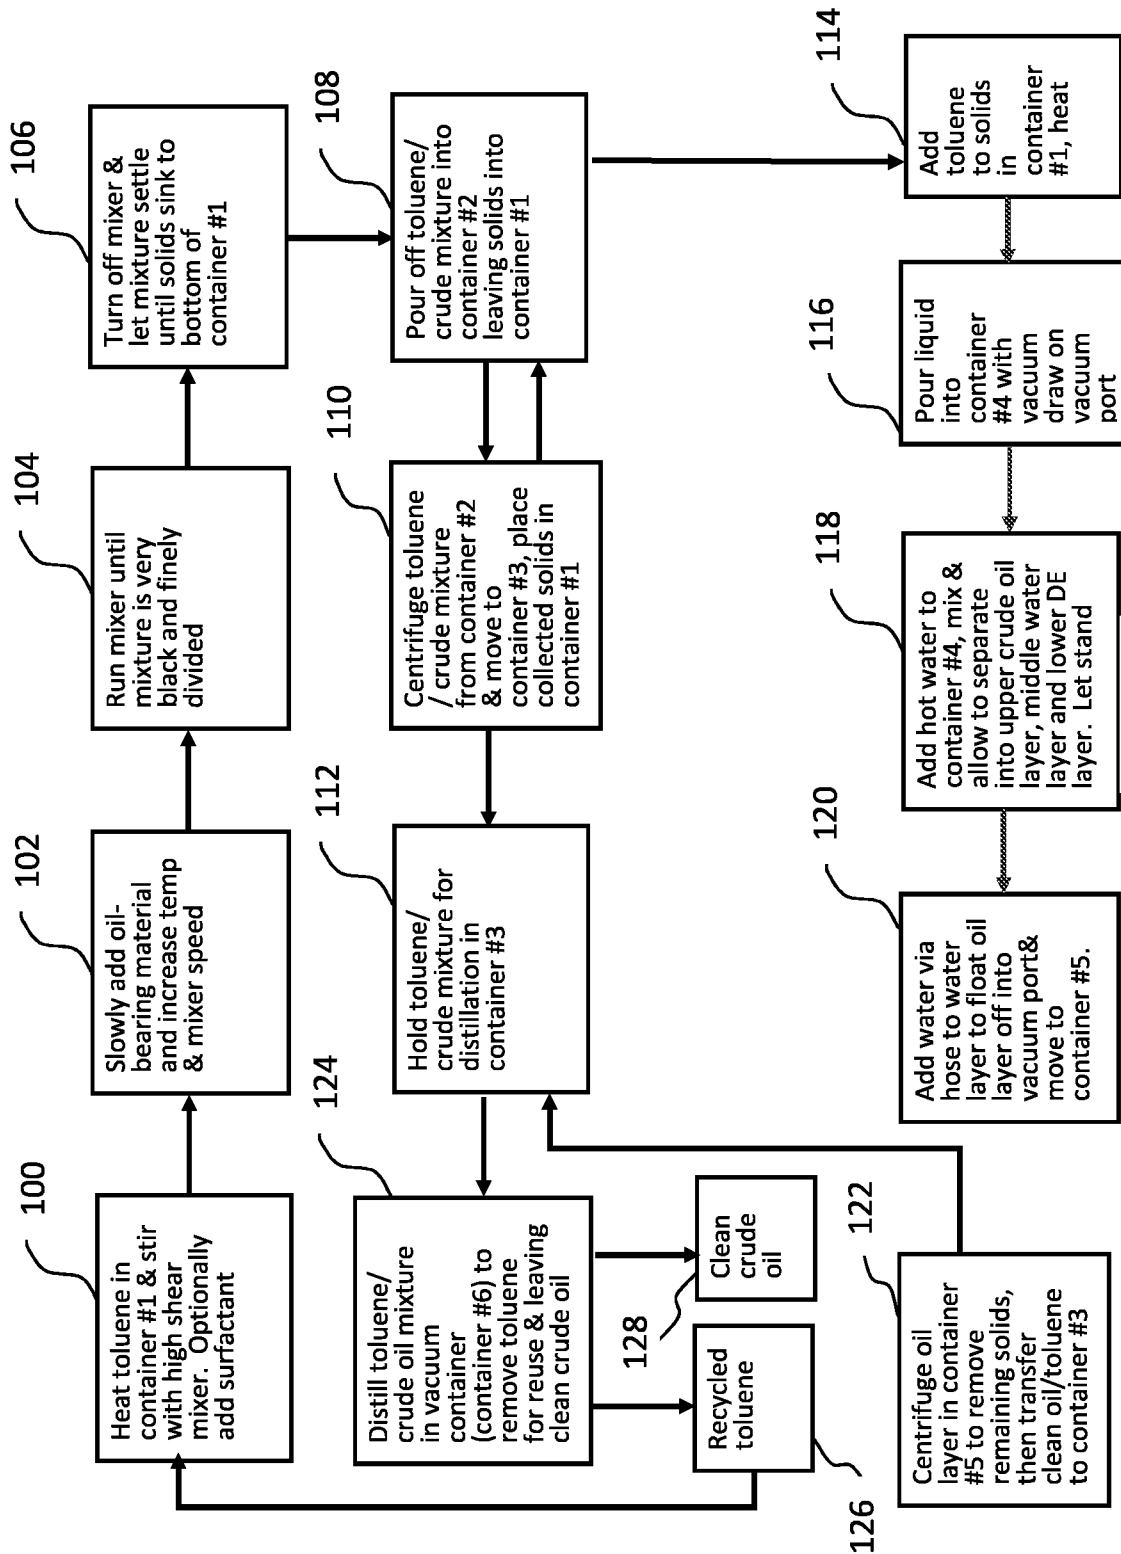 100
Heat toluene in
container #1 & stir
with high shear
mixer.  Optionally
add surfactant
102
Slowly add oil-
bearing material
and increase temp
& mixer speed
104
Run mixer until
mixture is very
black and finely
divided
106
Turn off mixer &
let mixture settle
until solids sink to
bottom of
container #1
124
Distill toluene/
crude oil mixture
in vacuum
container
(container #6) to
remove toluene
for reuse & leaving
clean crude oil
112
Hold toluene/
crude mixture for
distillation in
container #3
110
Centrifuge toluene
/ crude mixture
from container #2
& move to
container #3, place
collected solids in
container #1
108
Pour off toluene/
crude mixture into
container #2
leaving solids into
container #1
126
Recycled
toluene
128
Clean
crude
oil
122
Centrifuge oil
layer in container
#5 to remove
remaining solids,
then transfer
clean oil/toluene
to container #3
120
Add water via
hose to water
layer to float oil
layer off into
vacuum port&
move to
container #5.
118
Add hot water to
container #4, mix &
allow to separate
into upper crude oil
layer, middle water
layer and lower DE
layer.  Let stand
116
Pour liquid
into
container
#4 with
vacuum
draw on
vacuum
port
114
Add
toluene
to solids
in
container
#1, heat